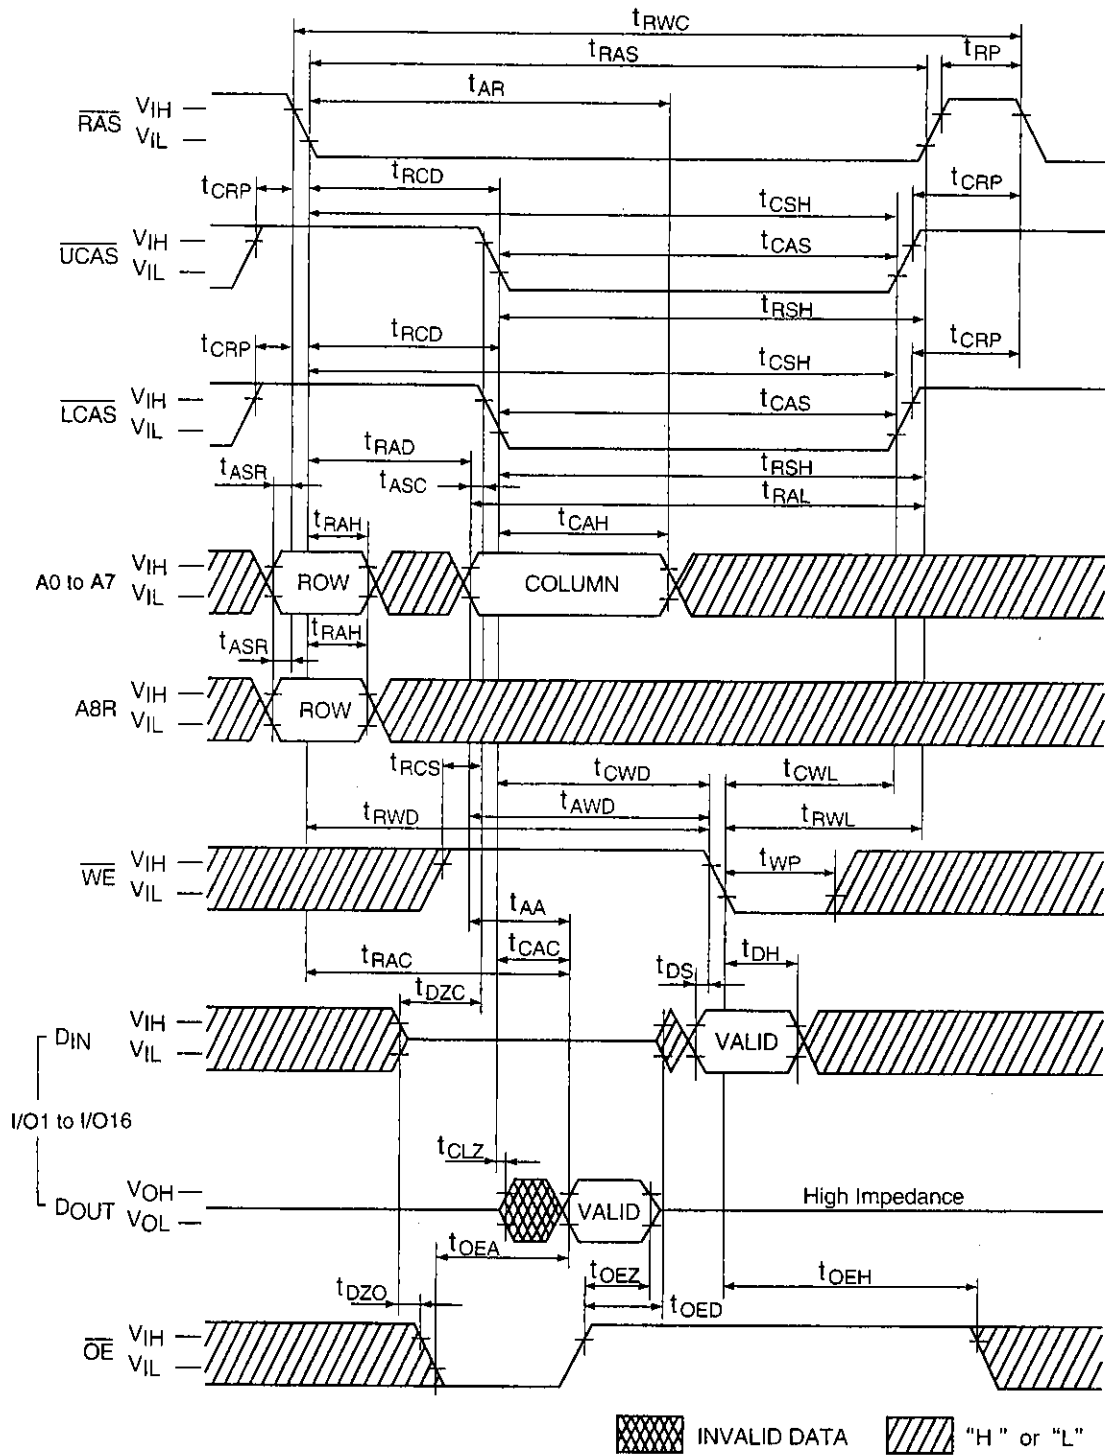 tRWC
tRAS tRP
tAR
RAS VIH
VIL
tCRP tRCD tCRP
tCSH
UCAS VIH tCAS
VIL
tRSH
tCRP tRCD tCRP
tCSH
LCAS VIH tCAS
VIL
tRAD
tASR tASC tRSH
tRAL
tRAH tCAH
A0 to A7 VIH
VIL ROW COLUMN
tASR tRAH
A8R VIH
VIL ROW
tRCS tCWD tCWL
tAWD
tRWD tRWL
WE VIH tWP
VIL
tAA
tCAC tDH
tRAC tDS
tDZC
DIN VIH
VIL VALID
I/O1 to I/O16
tCLZ
DOUT VOH High Impedance
VOL VALID
tOEA
tOEZ tOEH
tDZO tOED
OE VIH
VIL
INVALID DATA "H" or "L"